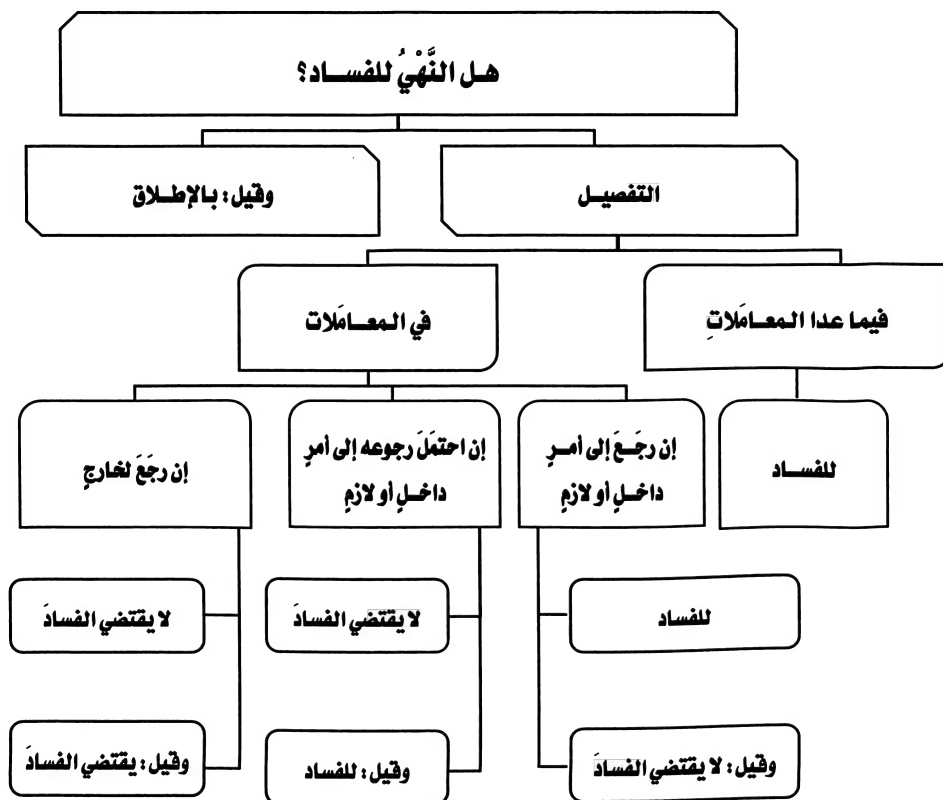 هل النَّهْيُ للفساد؟
التفصيل
وقيل: بالإطلاق
فيما عدا المعامَلاتِ
في المعامَلات
للفساد
إن رجَعَ إلى أمرٍ
داخلٍ أو لازمٍ
إن احتمَلَ رجوعه إلى أمرٍ
داخلٍ أو لازمٍ
إن رجَعَ لخارجٍ
للفساد
لا يقتضي الفسادَ
لا يقتضي الفسادَ
وقيل: لا يقتضي الفسادَ
وقيل: للفساد
وقيل: يقتضي الفسادَ